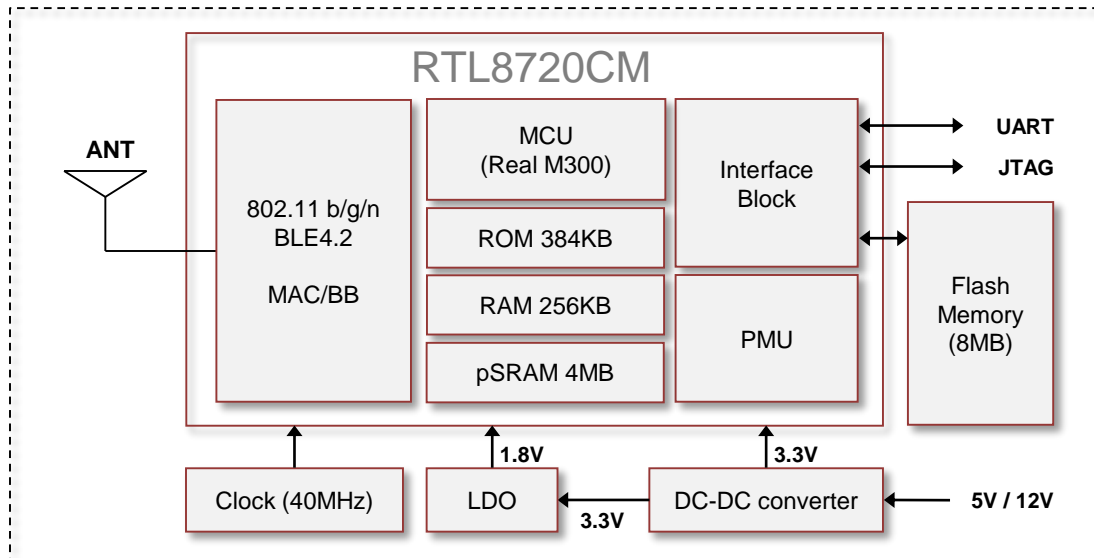 RTL8720CM
ANT
802.11 b/g/n
BLE4.2
MAC/BB
MCU
(Real M300)
ROM 384KB
RAM 256KB
pSRAM 4MB
Interface
Block
PMU
UART
JTAG
Flash
Memory
(8MB)
1.8V
3.3V
Clock (40MHz)
LDO
3.3V
DC-DC converter
5V / 12V